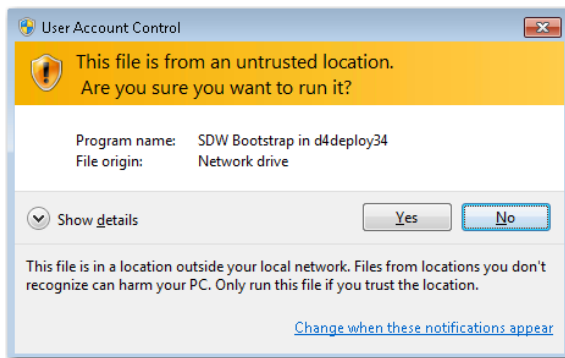 User Account Control
This file is from an untrusted location.
Are you sure you want to run it?
Program name: SDW Bootstrap in d4deploy34
File origin: Network drive
Show details
Yes
No
This file is in a location outside your local network. Files from locations you don't
recognize can harm your PC. Only run this file if you trust the location.
Change when these notifications appear